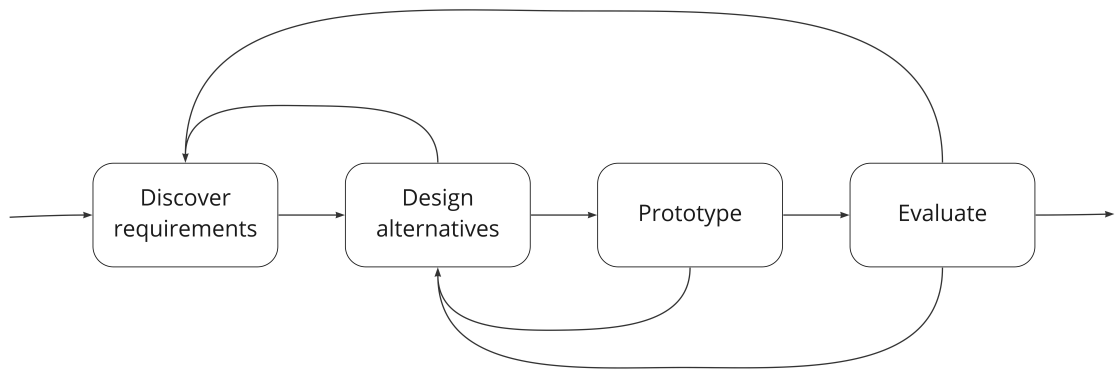 Discover
requirements
Design
alternatives
Prototype
Evaluate